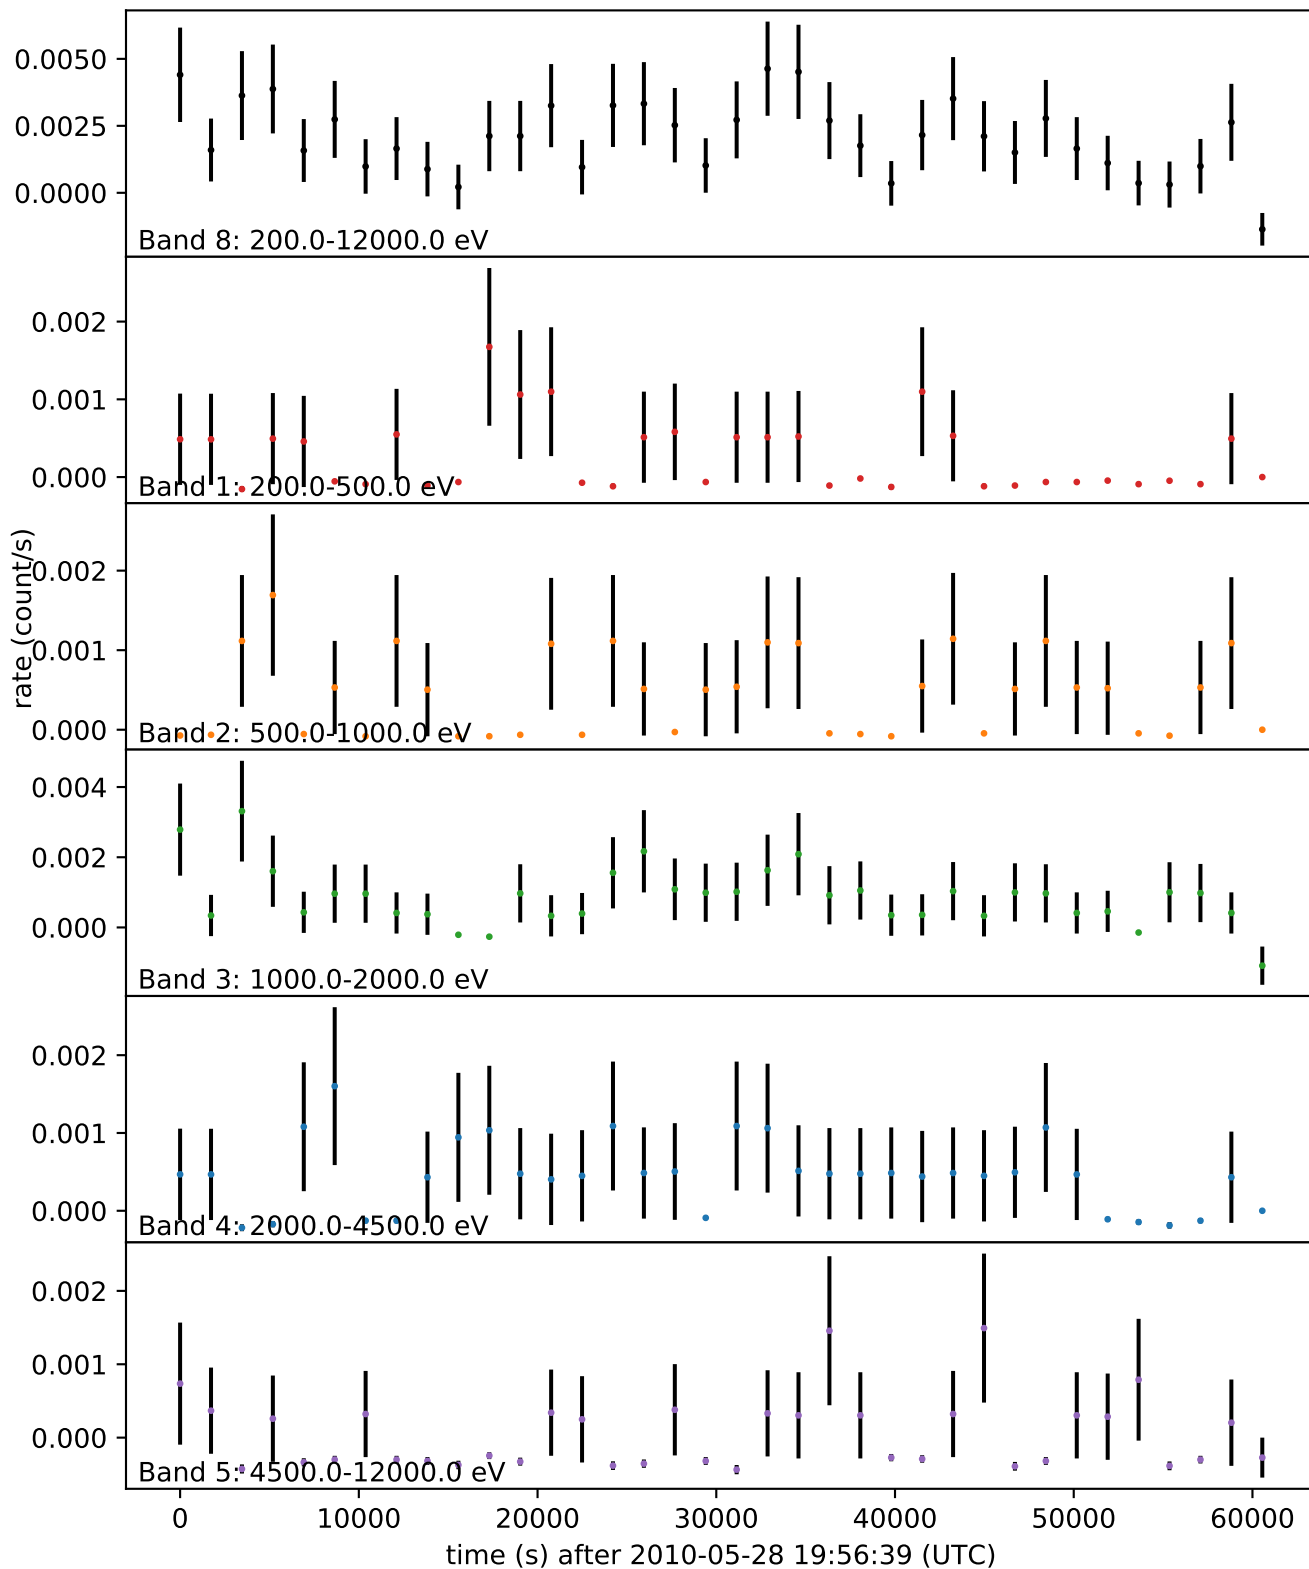 0.0050
0.0025
0.0000
Band 8: 200.0-12000.0 eV
0.002
0.001
0.000
Band 1: 200.0-500.0 eV
rate (count/s)
0.002
0.001
0.000
Band 2: 500.0-1000.0 eV
0.004
0.002
0.000
Band 3: 1000.0-2000.0 eV
0.002
0.001
0.000
Band 4: 2000.0-4500.0 eV
0.002
0.001
0.000
Band 5: 4500.0-12000.0 eV
0 10000 20000 30000 40000 50000 60000
time (s) after 2010-05-28 19:56:39 (UTC)